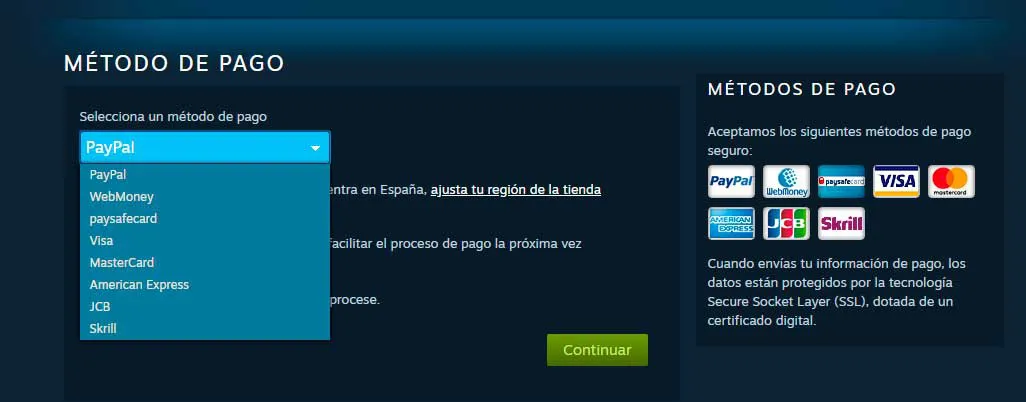 MÉTODO DE PAGO
Selecciona un método de pago
PayPal
PayPal
WebMoney
paysafecard
Visa
MasterCard
American Express
JCB
Skrill
entra en España, ajusta tu región de la tienda
facilitar el proceso de pago la próxima vez
procese.
Continuar
MÉTODOS DE PAGO
Aceptamos los siguientes métodos de pago
seguro:
PayPal WebMoney paysafecard VISA mastercard
AMERICAN EXPRESS JCB Skrill
Cuando envías tu información de pago, los
datos están protegidos por la tecnología
Secure Socket Layer (SSL), dotada de un
certificado digital.